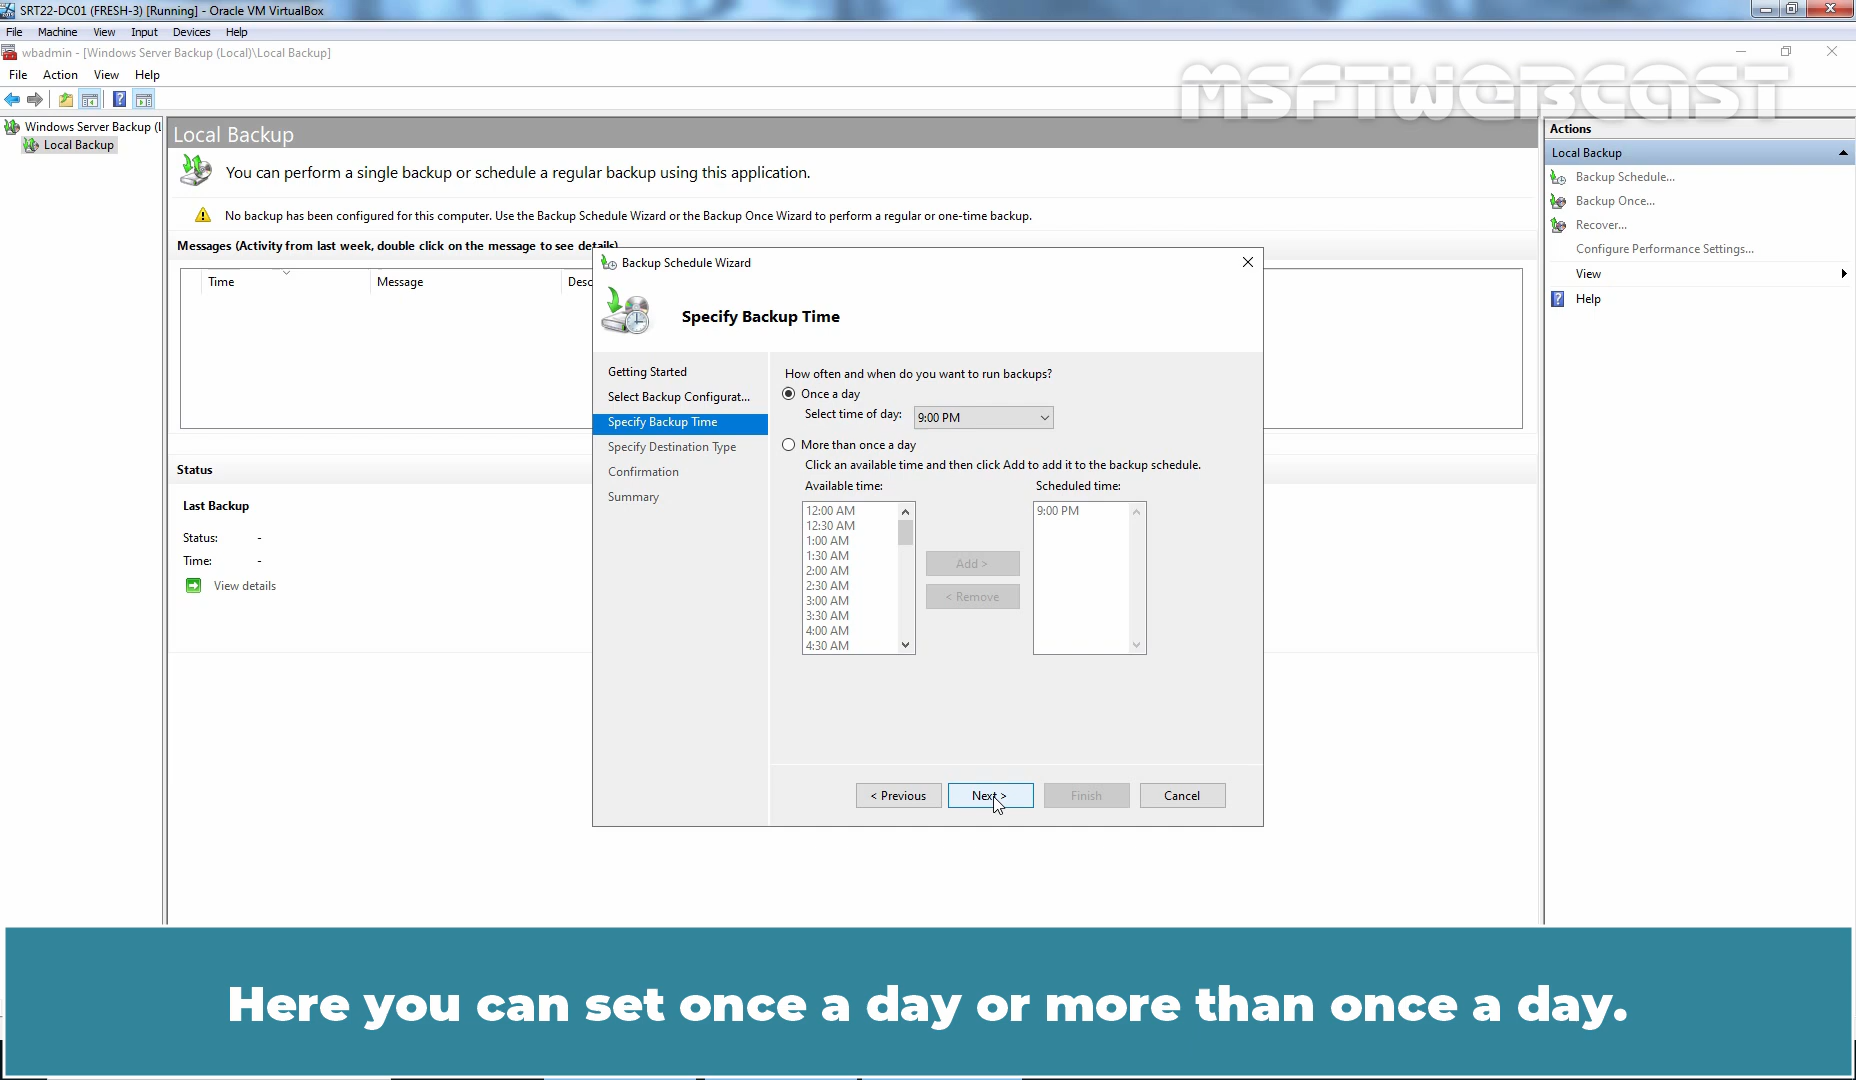 SRT22-DC01 (FRESH-3) [Running] - Oracle VM VirtualBox
File Machine View Input Devices Help
wbadmin - [Windows Server Backup (Local)\Local Backup]
File Action View Help
MSFTWEBCAST
Windows Server Backup (L
Local Backup
Local Backup
You can perform a single backup or schedule a regular backup using this application.
No backup has been configured for this computer. Use the Backup Schedule Wizard or the Backup Once Wizard to perform a regular or one-time backup.
Messages (Activity from last week, double click on the message to see details)
Time Message Desc
Status
Last Backup
Status: -
Time: -
View details
Backup Schedule Wizard
Specify Backup Time
Getting Started
Select Backup Configurat...
Specify Backup Time
Specify Destination Type
Confirmation
Summary
How often and when do you want to run backups?
Once a day
Select time of day: 9:00 PM
More than once a day
Click an available time and then click Add to add it to the backup schedule.
Available time: Scheduled time:
12:00 AM
12:30 AM
1:00 AM
1:30 AM
2:00 AM
2:30 AM
3:00 AM
3:30 AM
4:00 AM
4:30 AM
Add >
< Remove
9:00 PM
< Previous Next > Finish Cancel
Actions
Local Backup
Backup Schedule...
Backup Once...
Recover...
Configure Performance Settings...
View
Help
Here you can set once a day or more than once a day.